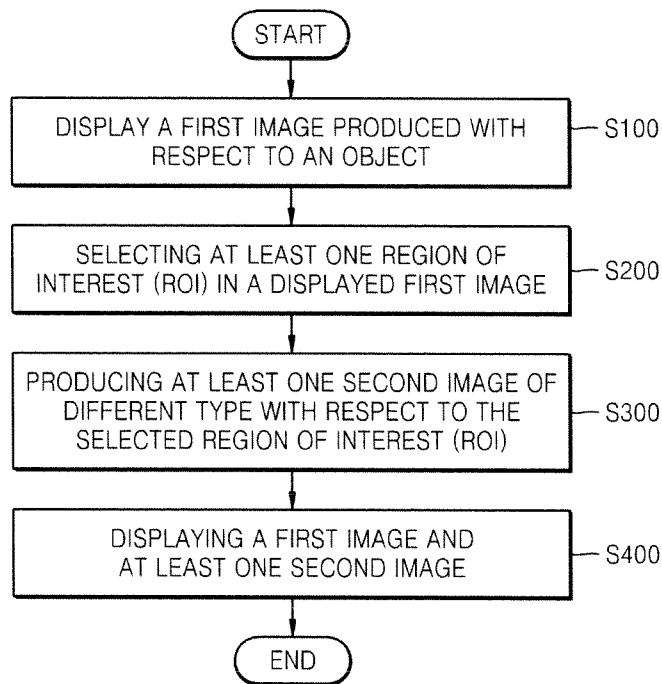 START
DISPLAY A FIRST IMAGE PRODUCED WITH
RESPECT TO AN OBJECT
S100
SELECTING AT LEAST ONE REGION OF
INTEREST (ROI) IN A DISPLAYED FIRST IMAGE
S200
PRODUCING AT LEAST ONE SECOND IMAGE OF
DIFFERENT TYPE WITH RESPECT TO THE
SELECTED REGION OF INTEREST (ROI)
S300
DISPLAYING A FIRST IMAGE AND
AT LEAST ONE SECOND IMAGE
S400
END